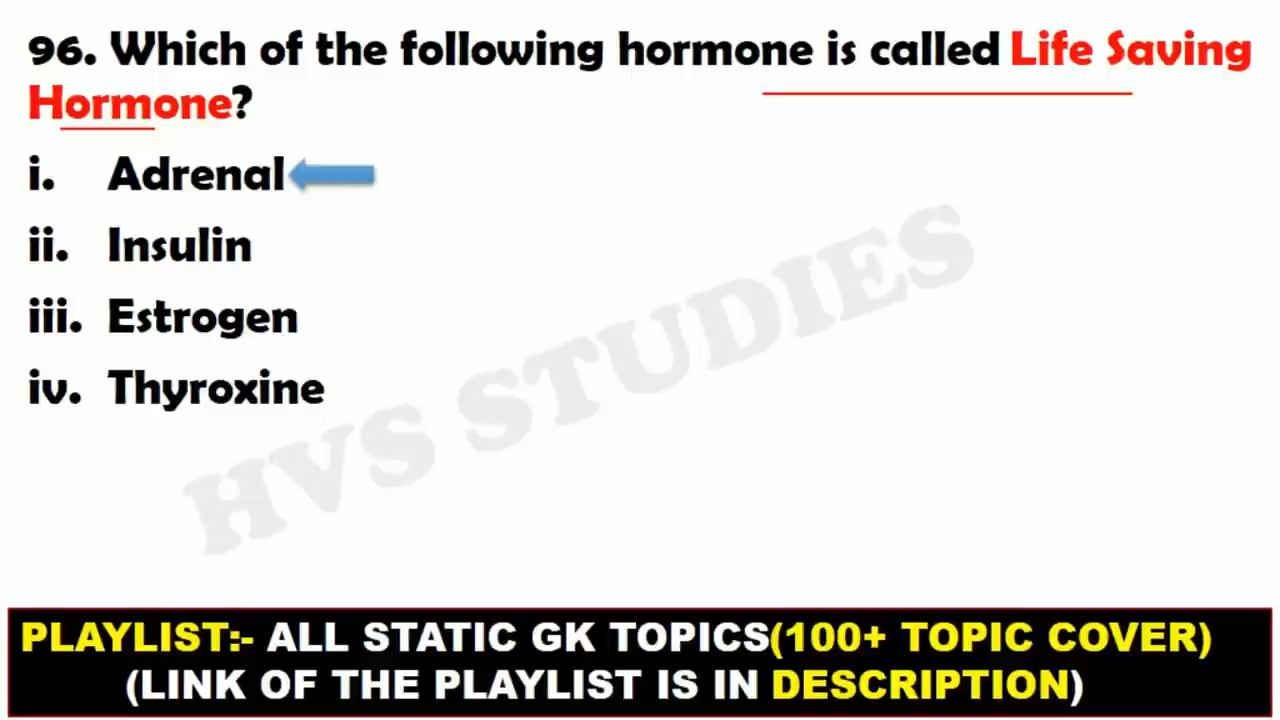 96. Which of the following hormone is called Life Saving
Hormone?
i. Adrenal
ii. Insulin
iii. Estrogen
iv. Thyroxine
HVS STUDIES
PLAYLIST:- ALL STATIC GK TOPICS(100+ TOPIC COVER)
(LINK OF THE PLAYLIST IS IN DESCRIPTION)